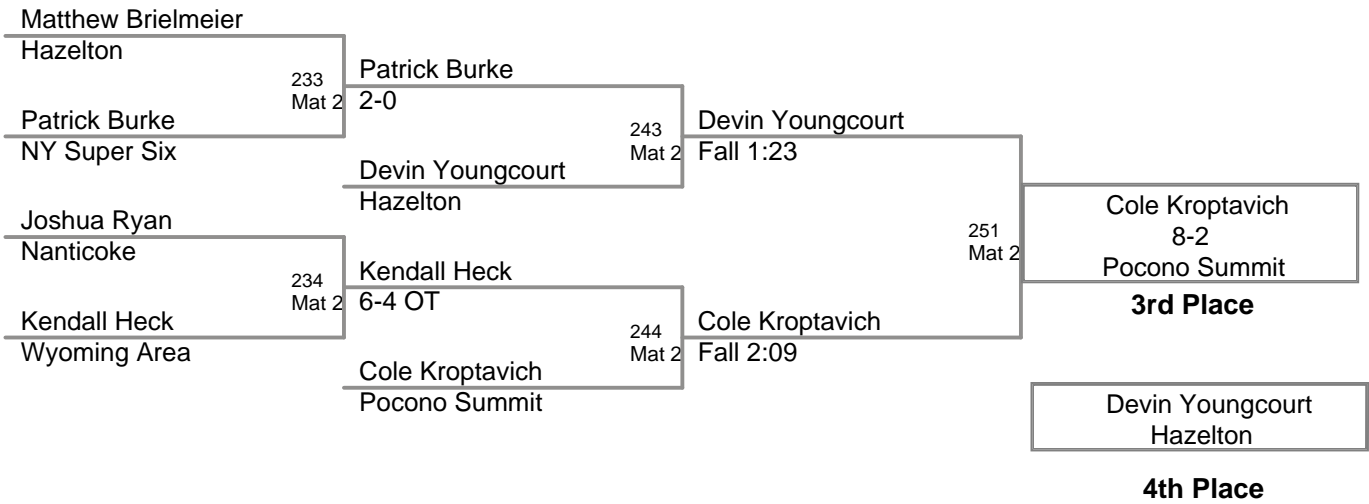 Matthew Brielmeier
Hazelton
233
Mat 2
Patrick Burke
NY Super Six
Patrick Burke
2-0
243
Mat 2
Devin Youngcourt
Hazelton
Devin Youngcourt
Fall 1:23
Joshua Ryan
Nanticoke
234
Mat 2
Kendall Heck
Wyoming Area
Kendall Heck
6-4 OT
244
Mat 2
Cole Kroptavich
Pocono Summit
Cole Kroptavich
Fall 2:09
251
Mat 2
Cole Kroptavich
8-2
Pocono Summit
3rd Place
Devin Youngcourt
Hazelton
4th Place